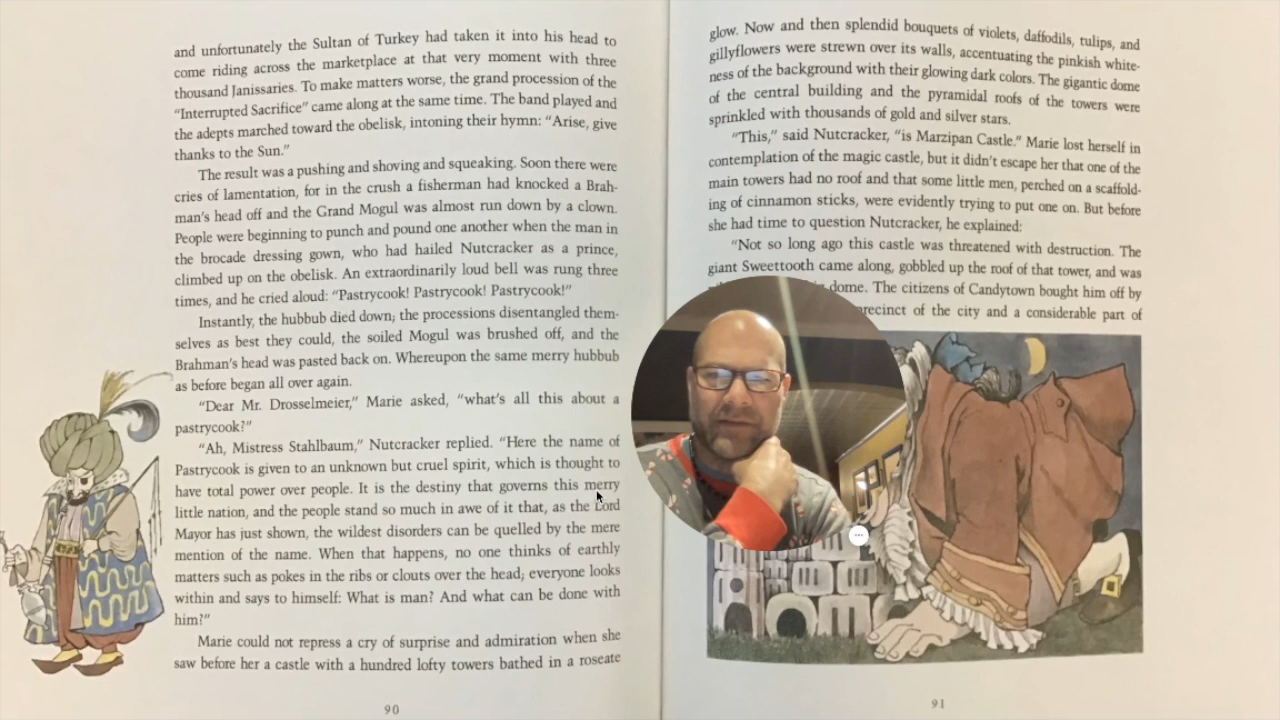 and unfortunately the Sultan of Turkey had taken it into his head to
come riding across the marketplace at that very moment with three
thousand Janissaries. To make matters worse, the grand procession of the
“Interrupted Sacrifice” came along at the same time. The band played and
the adepts marched toward the obelisk, intoning their hymn: “Arise, give
thanks to the Sun.”
The result was a pushing and shoving and squeaking. Soon there were
cries of lamentation, for in the crush a fisherman had knocked a Brah-
man’s head off and the Grand Mogul was almost run down by a clown.
People were beginning to punch and pound one another when the man in
the brocade dressing gown, who had hailed Nutcracker as a prince,
climbed up on the obelisk. An extraordinarily loud bell was rung three
times, and he cried aloud: “Pastrycook! Pastrycook! Pastrycook!”
Instantly, the hubbub died down; the processions disentangled them-
selves as best they could, the soiled Mogul was brushed off, and the
Brahman’s head was pasted back on. Whereupon the same merry hubbub
as before began all over again.
“Dear Mr. Drosselmeier,” Marie asked, “what’s all this about a
pastrycook?”
“Ah, Mistress Stahlbaum,” Nutcracker replied. “Here the name of
Pastrycook is given to an unknown but cruel spirit, which is thought to
have total power over people. It is the destiny that governs this merry
little nation, and the people stand so much in awe of it that, as the Lord
Mayor has just shown, the wildest disorders can be quelled by the mere
mention of the name. When that happens, no one thinks of earthly
matters such as pokes in the ribs or clouts over the head; everyone looks
within and says to himself: What is man? And what can be done with
him?”
Marie could not repress a cry of surprise and admiration when she
saw before her a castle with a hundred lofty towers bathed in a roseate
90
glow. Now and then splendid bouquets of violets, daffodils, tulips, and
gillyflowers were strewn over its walls, accentuating the pinkish white-
ness of the background with their glowing dark colors. The gigantic dome
of the central building and the pyramidal roofs of the towers were
sprinkled with thousands of gold and silver stars.
“This,” said Nutcracker, “is Marzipan Castle.” Marie lost herself in
contemplation of the magic castle, but it didn’t escape her that one of the
main towers had no roof and that some little men, perched on a scaffold-
ing of cinnamon sticks, were evidently trying to put one on. But before
she had time to question Nutcracker, he explained:
“Not so long ago this castle was threatened with destruction. The
giant Sweettooth came along, gobbled up the roof of that tower, and was
dome. The citizens of Candytown bought him off by
precinct of the city and a considerable part of
91